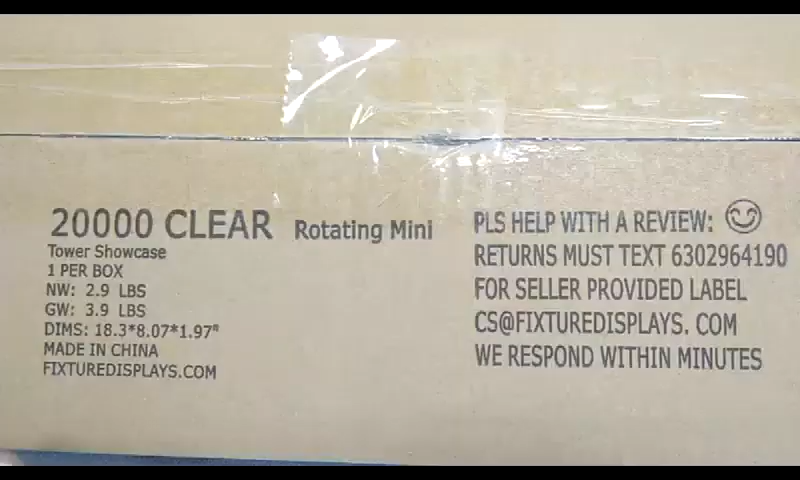 20000 CLEAR Rotating Mini
Tower Showcase
1 PER BOX
NW: 2.9 LBS
GW: 3.9 LBS
DIMS: 18.3*8.07*1.97"
MADE IN CHINA
FIXTUREDISPLAYS.COM
PLS HELP WITH A REVIEW:
RETURNS MUST TEXT 6302964190
FOR SELLER PROVIDED LABEL
CS@FIXTUREDISPLAYS. COM
WE RESPOND WITHIN MINUTES